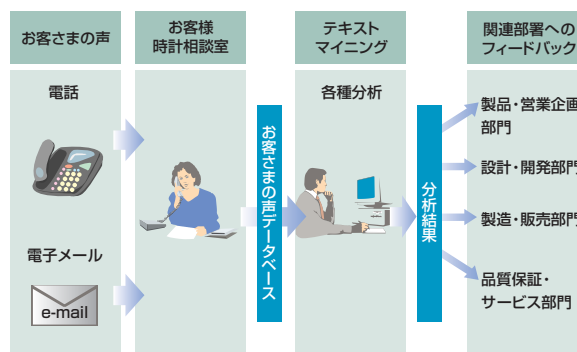 お客さまの声
お客様
時計相談室
テキスト
マイニング
関連部署への
フィードバック
電話
電子メール
e-mail
お客さまの声データベース
各種分析
分析結果
製品・営業企画
部門
設計・開発部門
製造・販売部門
品質保証・
サービス部門